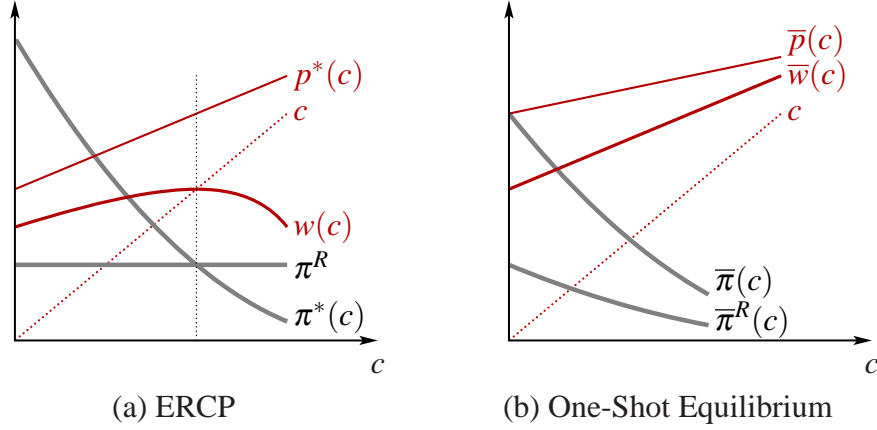 p*(c)
c
w(c)
π^R
π*(c)
c
(a) ERCP
p̅(c)
w̅(c)
c
π̅(c)
π̅^R(c)
c
(b) One-Shot Equilibrium